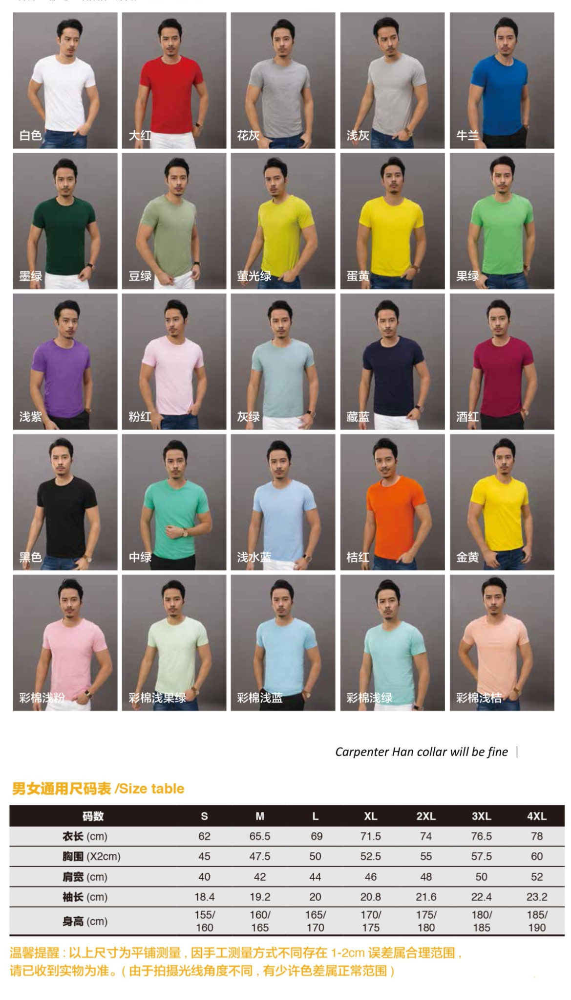 白色
大红
花灰
浅灰
牛兰
墨绿
豆绿
萤光绿
蛋黄
果绿
浅紫
粉红
灰绿
藏蓝
酒红
黑色
中绿
浅水蓝
桔红
金黄
彩棉浅粉
彩棉浅果绿
彩棉浅蓝
彩棉浅绿
彩棉浅桔
Carpenter Han collar will be fine
男女通用尺码表 /Size table
码数 S M L XL 2XL 3XL 4XL
衣长 (cm) 62 65.5 69 71.5 74 76.5 78
胸围 (X2cm) 45 47.5 50 52.5 55 57.5 60
肩宽 (cm) 40 42 44 46 48 50 52
袖长 (cm) 18.4 19.2 20 20.8 21.6 22.4 23.2
身高 (cm) 155/160 160/165 165/170 170/175 175/180 180/185 185/190
温馨提醒 : 以上尺寸为平铺测量 , 因手工测量方式不同存在 1-2cm 误差属合理范围 ,
请已收到实物为准。( 由于拍摄光线角度不同 , 有少许色差属正常范围 )